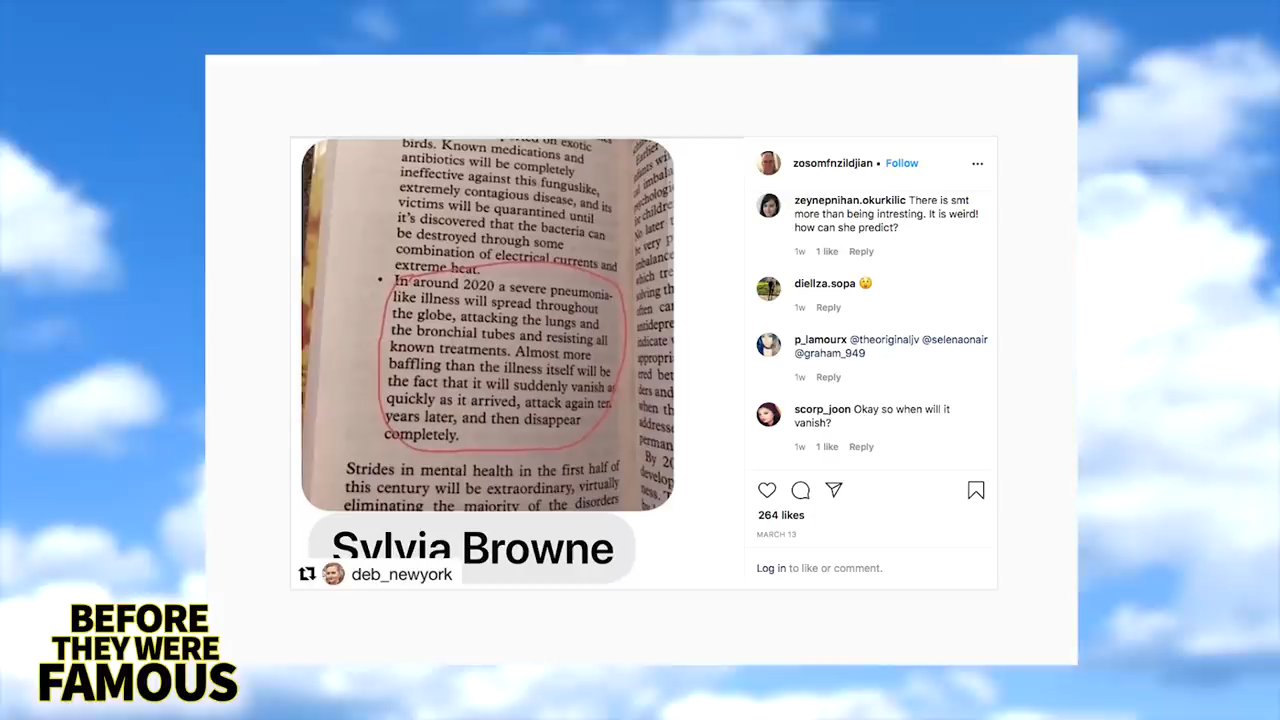 birds. Known medications and
antibiotics will be completely
ineffective against this funguslike,
extremely contagious disease, and its
victims will be quarantined until
it's discovered that the bacteria can
be destroyed through some
combination of electrical currents and
extreme heat.
• In around 2020 a severe pneumonia-
like illness will spread throughout
the globe, attacking the lungs and
the bronchial tubes and resisting all
known treatments. Almost more
baffling than the illness itself will be
the fact that it will suddenly vanish as
quickly as it arrived, attack again ten
years later, and then disappear
completely.
Strides in mental health in the first half of
this century will be extraordinary, virtually
eliminating the majority of the disorders
Sylvia Browne
deb_newyork
zosomfnzildjian • Follow
zeynepnihan.okurkilic There is smt
more than being intresting. It is weird!
how can she predict?
1w 1 like Reply
diellza.sopa 😲
1w Reply
p_lamourx @theoriginaljv @selenaonair
@graham_949
1w Reply
scorp_joon Okay so when will it
vanish?
1w 1 like Reply
264 likes
MARCH 13
Log in to like or comment.
BEFORE
THEY WERE
FAMOUS